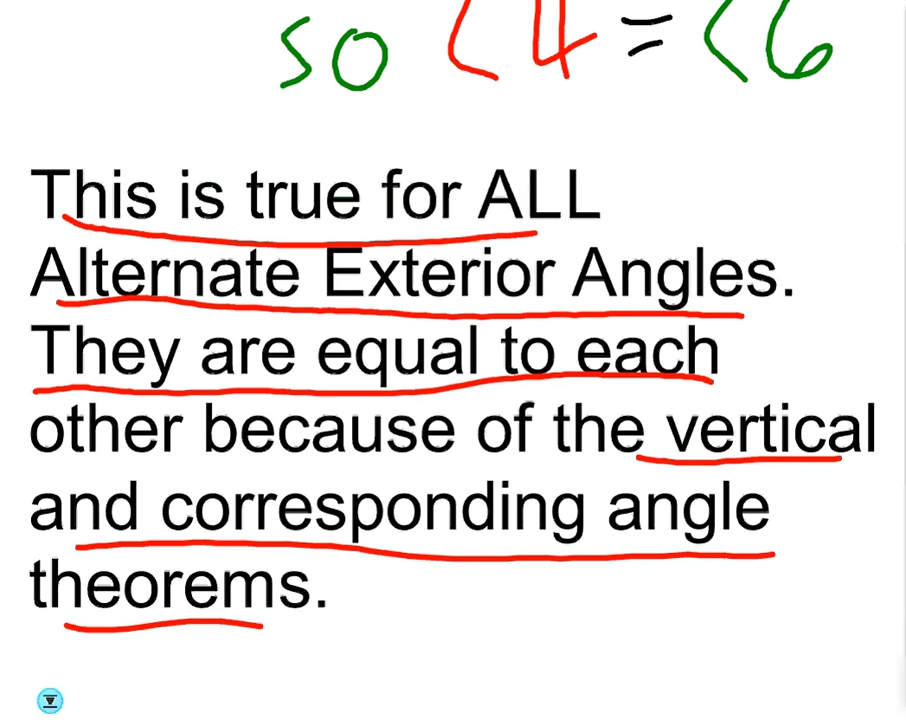 so <4 = <6
This is true for ALL
Alternate Exterior Angles.
They are equal to each
other because of the vertical
and corresponding angle
theorems.